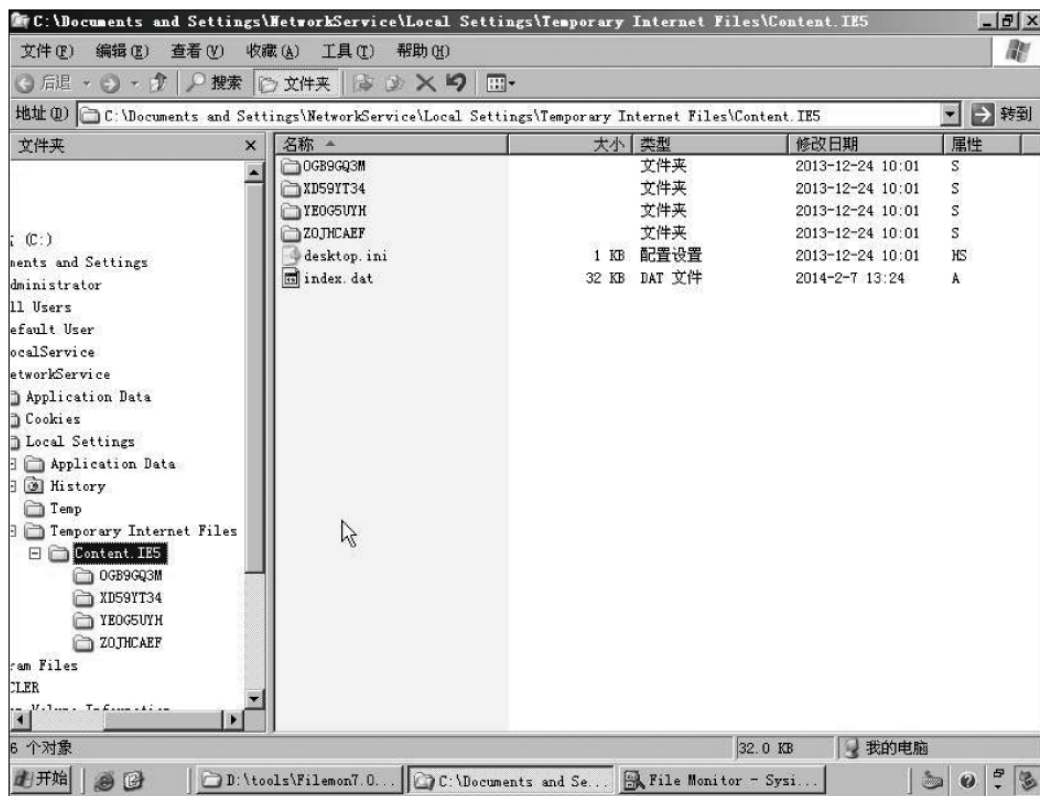 C:\Documents and Settings\NetworkService\Local Settings\Temporary Internet Files\Content.IE5
文件(F) 编辑(E) 查看(V) 收藏(A) 工具(T) 帮助(H)
后退 搜索 文件夹
地址(D) C:\Documents and Settings\NetworkService\Local Settings\Temporary Internet Files\Content.IE5 转到
文件夹 x
名称 大小 类型 修改日期 属性
OGB9GQ3M 文件夹 2013-12-24 10:01 S
XD59YT34 文件夹 2013-12-24 10:01 S
YEOG5UYH 文件夹 2013-12-24 10:01 S
ZOJHCAEF 文件夹 2013-12-24 10:01 S
desktop.ini 1 KB 配置设置 2013-12-24 10:01 HS
index.dat 32 KB DAT 文件 2014-2-7 13:24 A
(C:)
ments and Settings
dministrator
ll Users
efault User
ocalService
etworkService
Application Data
Cookies
Local Settings
Application Data
History
Temp
Temporary Internet Files
Content.IE5
OGB9GQ3M
XD59YT34
YEOG5UYH
ZOJHCAEF
ram Files
CLER
6 个对象 32.0 KB 我的电脑
开始 D:\tools\Filemon7.0... C:\Documents and Se... File Monitor - Sysi...